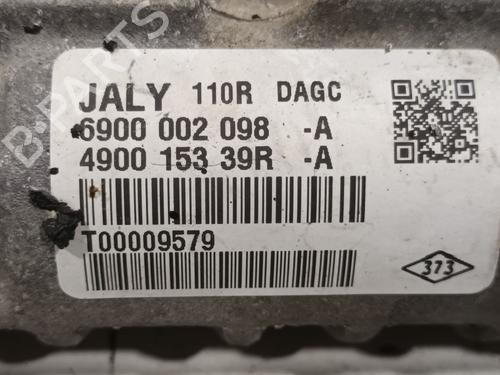 JALY 110R DAGC
6900 002 098 -A
4900 153 39R -A
T00009579
373
B-PARTS